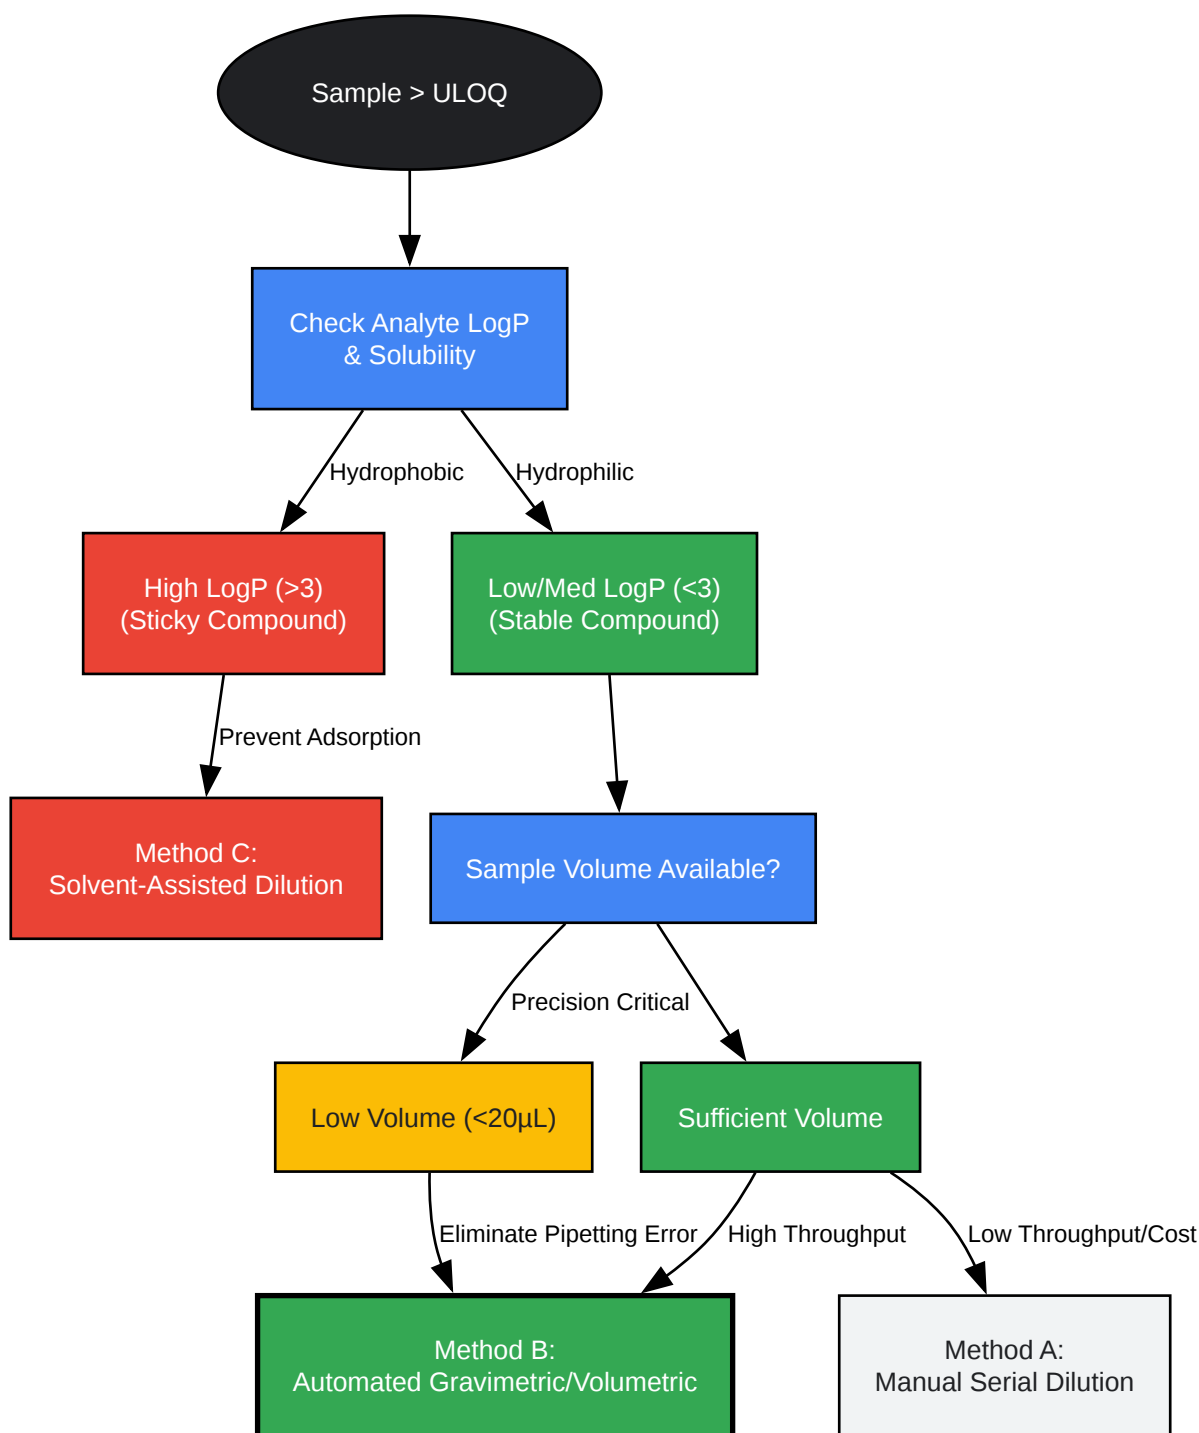 Sample > ULOQ
Check Analyte LogP
& Solubility
Hydrophobic
Hydrophilic
High LogP (>3)
(Sticky Compound)
Low/Med LogP (<3)
(Stable Compound)
Prevent Adsorption
Method C:
Solvent-Assisted Dilution
Sample Volume Available?
Precision Critical
Low Volume (<20µL)
Sufficient Volume
Eliminate Pipetting Error
High Throughput
Low Throughput/Cost
Method B:
Automated Gravimetric/Volumetric
Method A:
Manual Serial Dilution